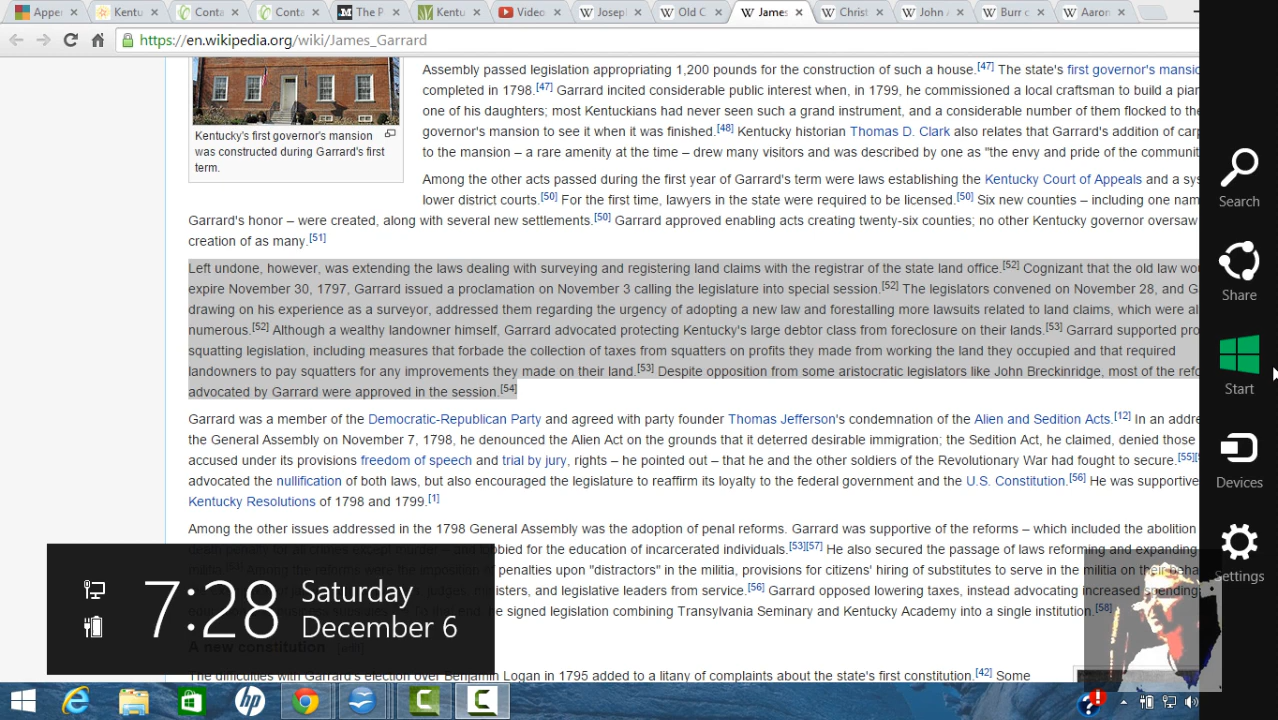 Appe
Kentu
Conta
Conta
The P
Kentu
Video
Josep
Old C
James
Christ
John A
Burr c
Aaron
https://en.wikipedia.org/wiki/James_Garrard
Assembly passed legislation appropriating 1,200 pounds for the construction of such a house.[47] The state's first governor's mansio
completed in 1798.[47] Garrard incited considerable public interest when, in 1799, he commissioned a local craftsman to build a pian
one of his daughters; most Kentuckians had never seen such a grand instrument, and a considerable number of them flocked to the
governor's mansion to see it when it was finished.[48] Kentucky historian Thomas D. Clark also relates that Garrard's addition of carp
to the mansion – a rare amenity at the time – drew many visitors and was described by one as "the envy and pride of the communit
Kentucky's first governor's mansion
was constructed during Garrard's first
term.
Among the other acts passed during the first year of Garrard's term were laws establishing the Kentucky Court of Appeals and a sys
lower district courts.[50] For the first time, lawyers in the state were required to be licensed.[50] Six new counties – including one nam
Garrard's honor – were created, along with several new settlements.[50] Garrard approved enabling acts creating twenty-six counties; no other Kentucky governor oversaw
creation of as many.[51]
Left undone, however, was extending the laws dealing with surveying and registering land claims with the registrar of the state land office.[52] Cognizant that the old law wou
expire November 30, 1797, Garrard issued a proclamation on November 3 calling the legislature into special session.[52] The legislators convened on November 28, and G
drawing on his experience as a surveyor, addressed them regarding the urgency of adopting a new law and forestalling more lawsuits related to land claims, which were al
numerous.[52] Although a wealthy landowner himself, Garrard advocated protecting Kentucky's large debtor class from foreclosure on their lands.[53] Garrard supported pro
squatting legislation, including measures that forbade the collection of taxes from squatters on profits they made from working the land they occupied and that required
landowners to pay squatters for any improvements they made on their land.[53] Despite opposition from some aristocratic legislators like John Breckinridge, most of the refo
advocated by Garrard were approved in the session.[54]
Garrard was a member of the Democratic-Republican Party and agreed with party founder Thomas Jefferson's condemnation of the Alien and Sedition Acts.[12] In an addre
the General Assembly on November 7, 1798, he denounced the Alien Act on the grounds that it deterred desirable immigration; the Sedition Act, he claimed, denied those
accused under its provisions freedom of speech and trial by jury, rights – he pointed out – that he and the other soldiers of the Revolutionary War had fought to secure.[55]
advocated the nullification of both laws, but also encouraged the legislature to reaffirm its loyalty to the federal government and the U.S. Constitution.[56] He was supportive
Kentucky Resolutions of 1798 and 1799.[1]
Among the other issues addressed in the 1798 General Assembly was the adoption of penal reforms. Garrard was supportive of the reforms – which included the abolition
death penalty for all crimes except murder – and lobbied for the education of incarcerated individuals.[53][57] He also secured the passage of laws reforming and expanding
militia. Among the reforms were the imposition of penalties upon "distractors" in the militia, provisions for citizens' hiring of substitutes to serve in the militia on their beha
judges, ministers, and legislative leaders from service.[56] Garrard opposed lowering taxes, instead advocating increased spending
he signed legislation combining Transylvania Seminary and Kentucky Academy into a single institution.[58]
A new constitution [edit]
The difficulties with Garrard's election over Benjamin Logan in 1795 added to a litany of complaints about the state's first constitution.[42] Some
7:28
Saturday
December 6
Search
Share
Start
Devices
Settings
hp